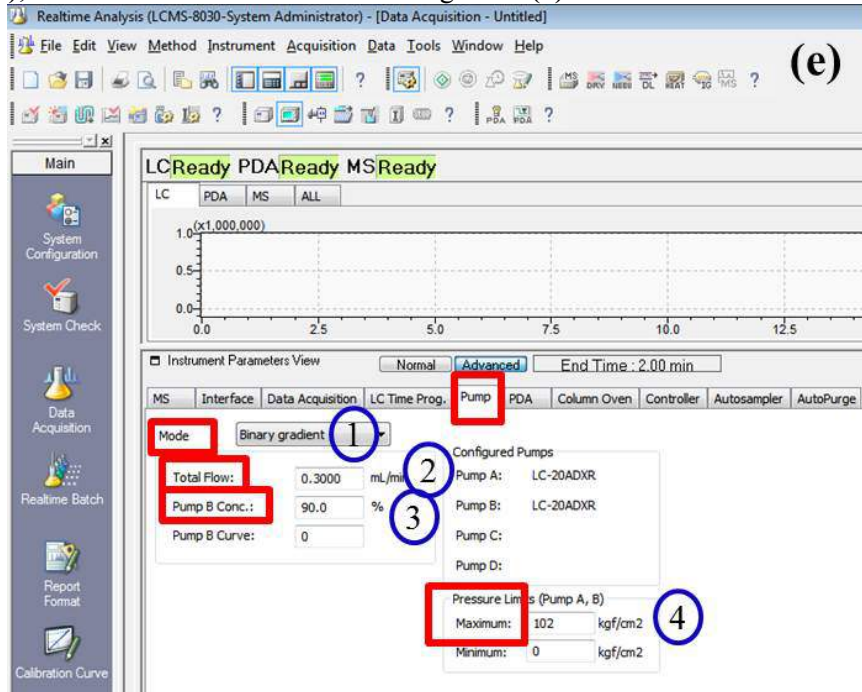 Realtime Analysis (LCMS-8030-System Administrator) - [Data Acquisition - Untitled]
File Edit View Method Instrument Acquisition Data Tools Window Help
(e)
Main
LCReady PDAReady MSReady
LC PDA MS ALL
(x1,000,000)
1.0
0.5
0.0
0.0 2.5 5.0 7.5 10.0 12.5
System Configuration
System Check
Data Acquisition
Realtime Batch
Report Format
Calibration Curve
Instrument Parameters View Normal Advanced End Time : 2.00 min
MS Interface Data Acquisition LC Time Prog. Pump PDA Column Oven Controller Autosampler AutoPurge
Mode Binary gradient 1
Total Flow: 0.3000 2
Pump B Conc.: 90.0 % 3
Pump B Curve: 0
Configured Pumps
Pump A: LC-20ADXR
Pump B: LC-20ADXR
Pump C:
Pump D:
Pressure Limits (Pump A, B)
Maximum: 102 kgf/cm2 4
Minimum: 0 kgf/cm2